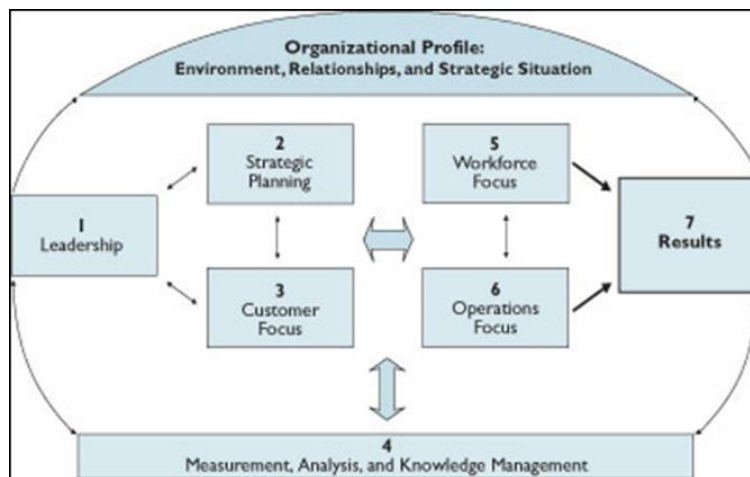 Organizational Profile:
Environment, Relationships, and Strategic Situation
2
Strategic
Planning
5
Workforce
Focus
1
Leadership
7
Results
3
Customer
Focus
6
Operations
Focus
4
Measurement, Analysis, and Knowledge Management